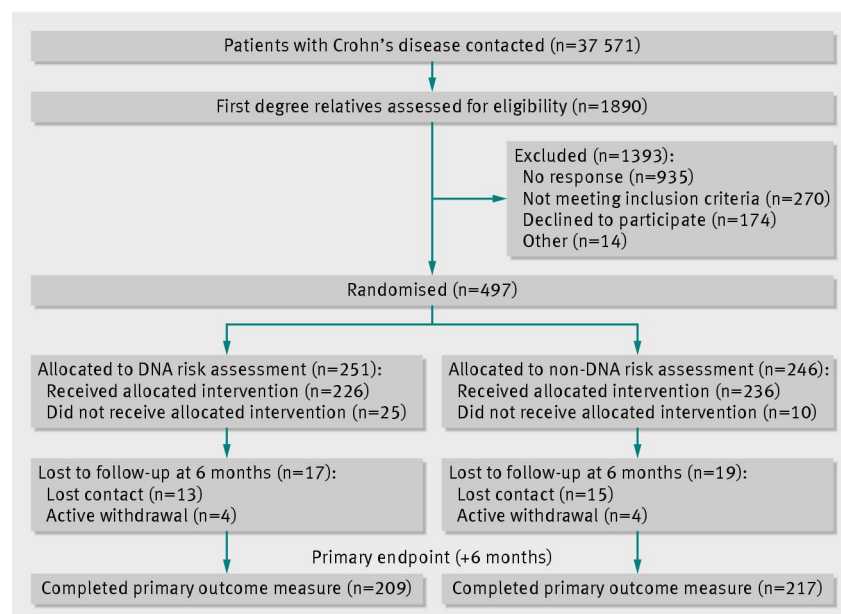 Patients with Crohn's disease contacted (n=37 571)
First degree relatives assessed for eligibility (n=1890)
Excluded (n=1393):
No response (n=935)
Not meeting inclusion criteria (n=270)
Declined to participate (n=174)
Other (n=14)
Randomised (n=497)
Allocated to DNA risk assessment (n=251):
Received allocated intervention (n=226)
Did not receive allocated intervention (n=25)
Allocated to non-DNA risk assessment (n=246):
Received allocated intervention (n=236)
Did not receive allocated intervention (n=10)
Lost to follow-up at 6 months (n=17):
Lost contact (n=13)
Active withdrawal (n=4)
Lost to follow-up at 6 months (n=19):
Lost contact (n=15)
Active withdrawal (n=4)
Primary endpoint (+6 months)
Completed primary outcome measure (n=209)
Completed primary outcome measure (n=217)